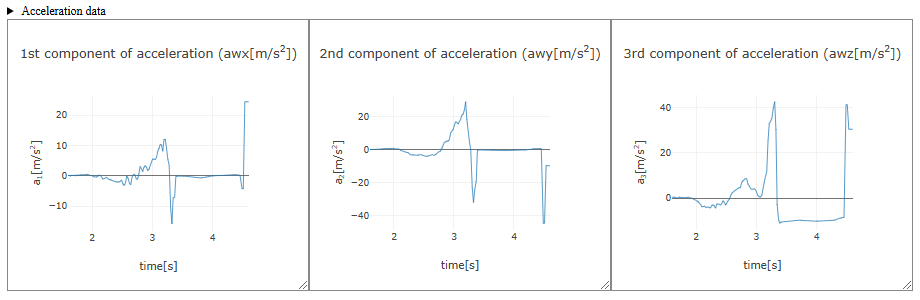 ▶ Acceleration data
1st component of acceleration (awx[m/s²])
20
10
0
−10
a₁[m/s²]
2 3 4
time[s]
2nd component of acceleration (awy[m/s²])
20
0
−20
−40
a₂[m/s²]
2 3 4
time[s]
3rd component of acceleration (awz[m/s²])
40
20
0
a₃[m/s²]
2 3 4
time[s]